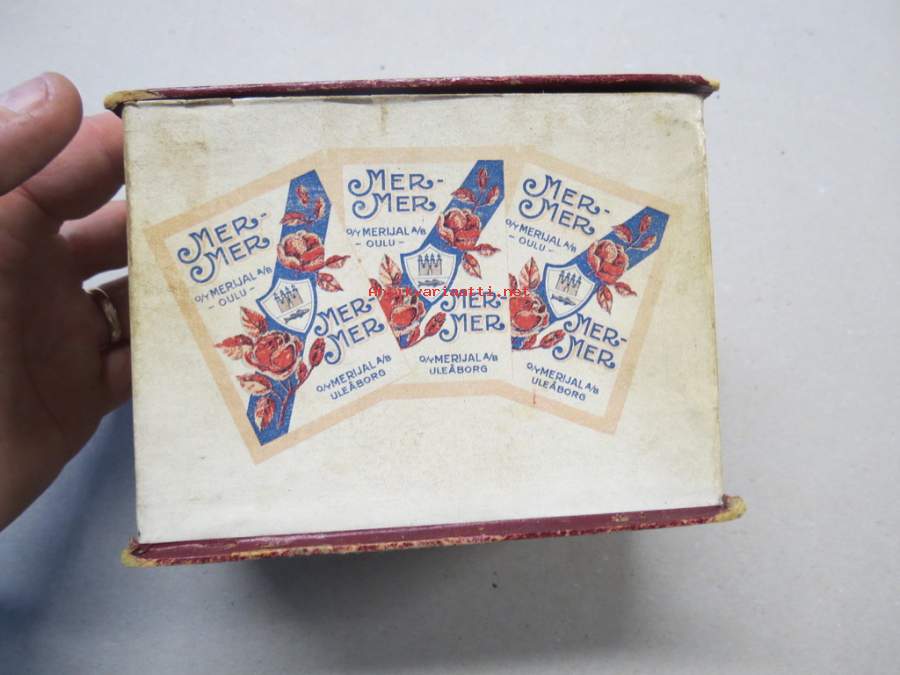 MER-
MER
O/Y MERIJAL A/B
- OULU -
MER-
MER
O/Y MERIJAL A/B
ULEÅBORG
MER-
MER
O/Y MERIJAL A/B
- OULU -
MER
MER
O/Y MERIJAL A/B
ULEÅBORG
MER-
MER
O/Y MERIJAL A/B
- OULU -
MER-
MER
O/Y MERIJAL A/B
ULEÅBORG
Antikvariaatti.net